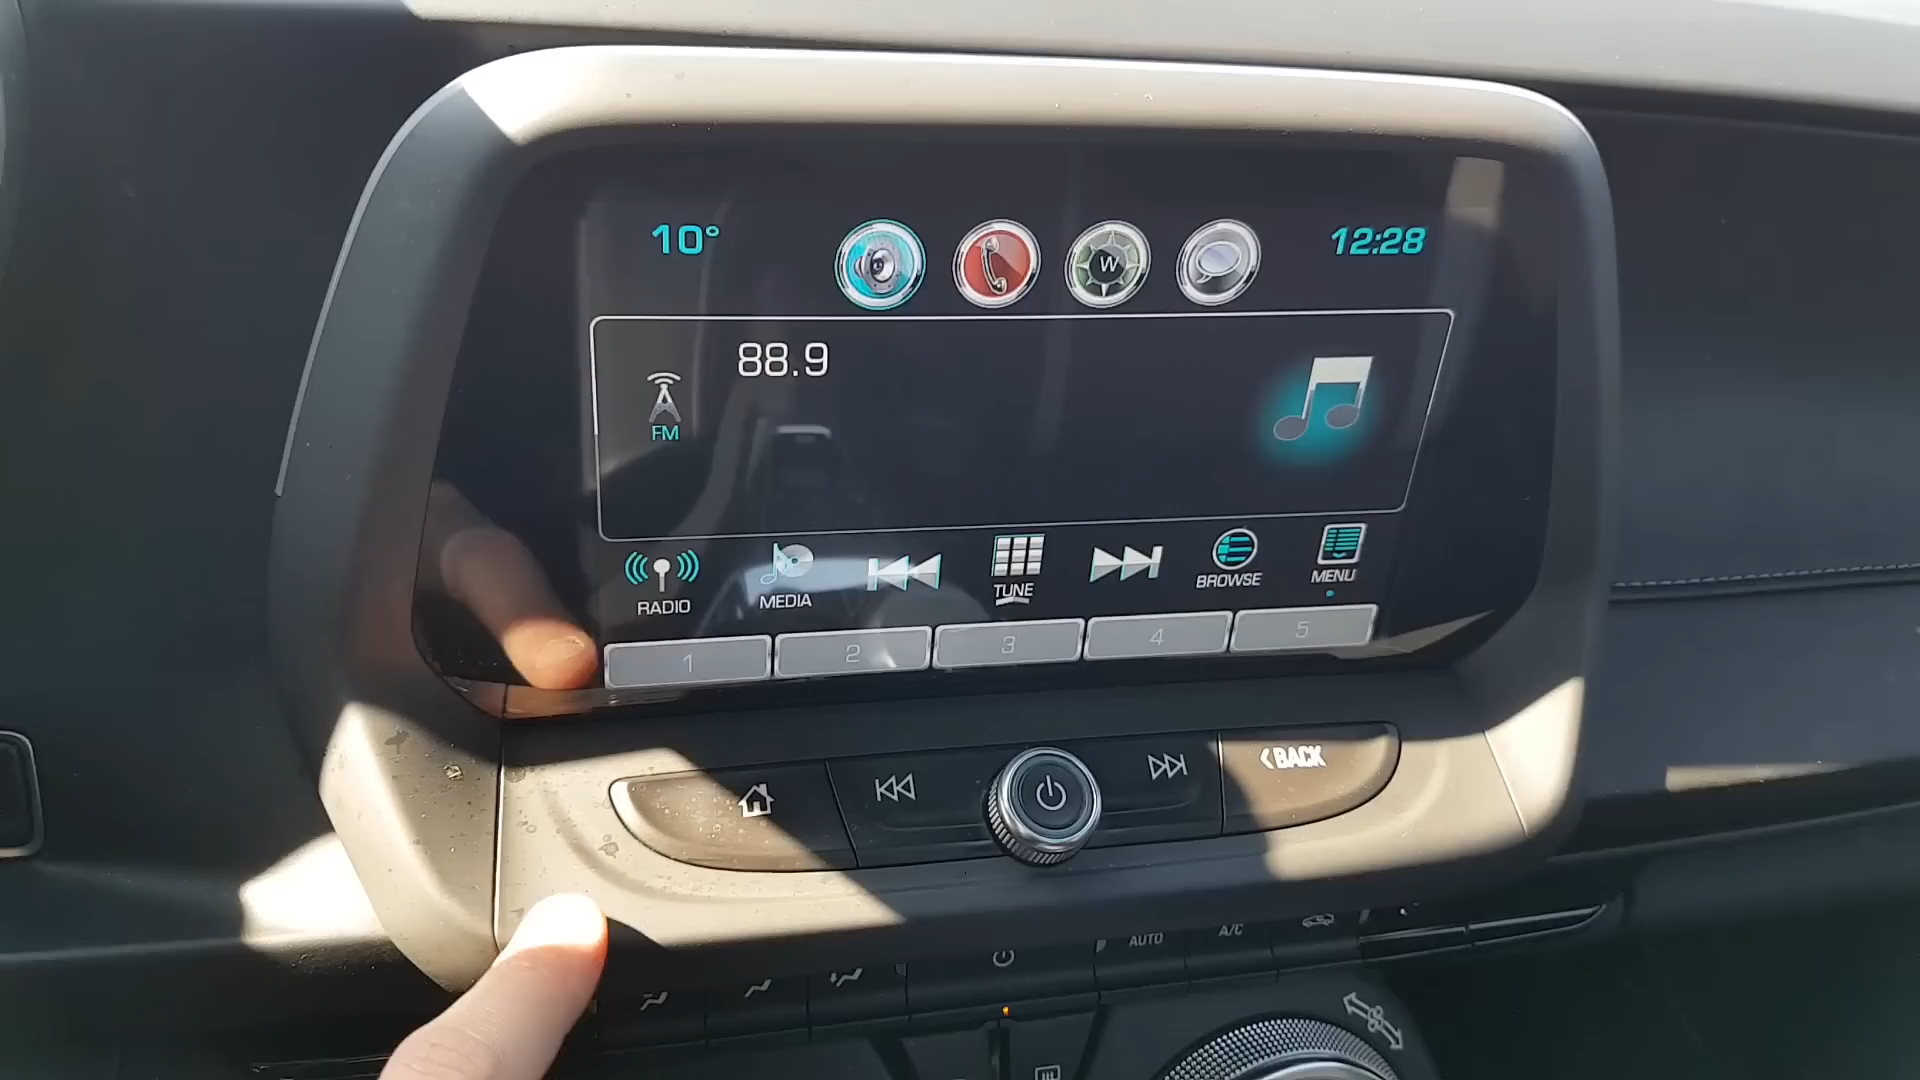 10°
W
12:28
88.9
FM
RADIO
MEDIA
TUNE
BROWSE
MENU
1
2
3
4
5
<BACK
AUTO
A/C